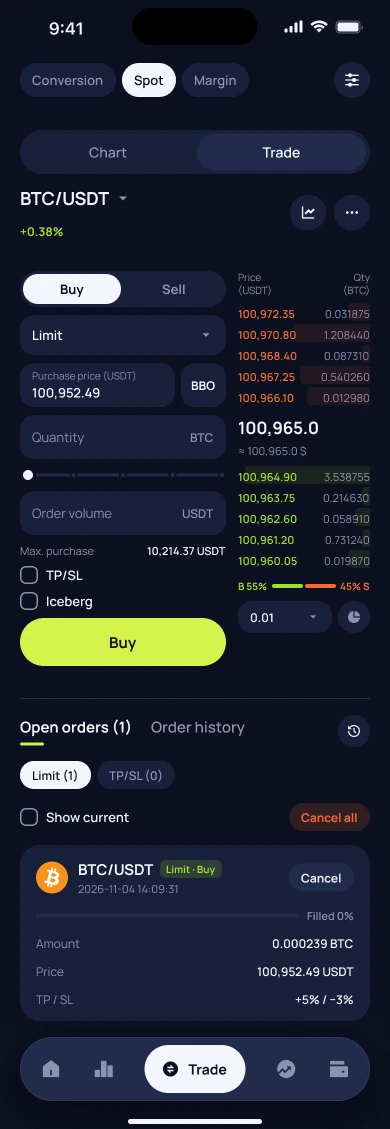 9:41
Conversion Spot Margin
Chart Trade
BTC/USDT
+0.38%
Buy Sell
Limit
Purchase price (USDT)
100,952.49
BBO
Quantity BTC
Order volume USDT
Max. purchase 10,214.37 USDT
TP/SL
Iceberg
Buy
Price Qty
(USDT) (BTC)
100,972.35 0.031875
100,970.80 1.208440
100,968.40 0.087310
100,967.25 0.540260
100,966.10 0.012980
100,965.0
≈ 100,965.0 $
100,964.90 3.538755
100,963.75 0.214630
100,962.60 0.058910
100,961.20 0.731240
100,960.05 0.019870
B 55% 45% S
0.01
Open orders (1) Order history
Limit (1) TP/SL (0)
Show current Cancel all
BTC/USDT Limit · Buy
2026-11-04 14:09:31
Cancel
Filled 0%
Amount 0.000239 BTC
Price 100,952.49 USDT
TP / SL +5% / −3%
Trade